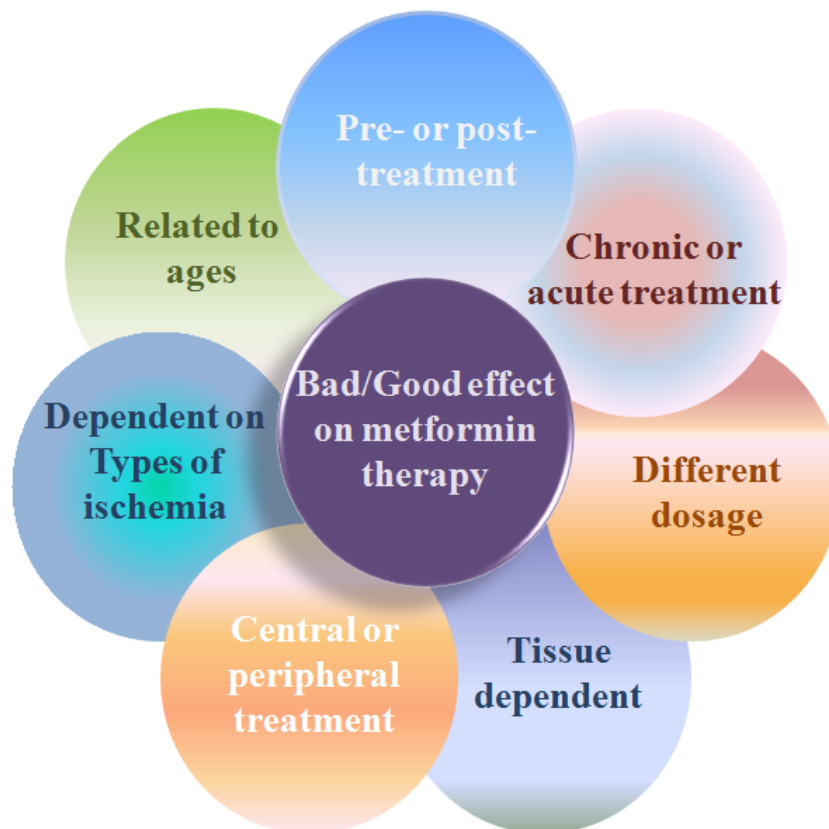 Pre- or post-
treatment
Chronic or
acute treatment
Different
dosage
Tissue
dependent
Central or
peripheral
treatment
Dependent on
Types of
ischemia
Related to
ages
Bad/Good effect
on metformin
therapy